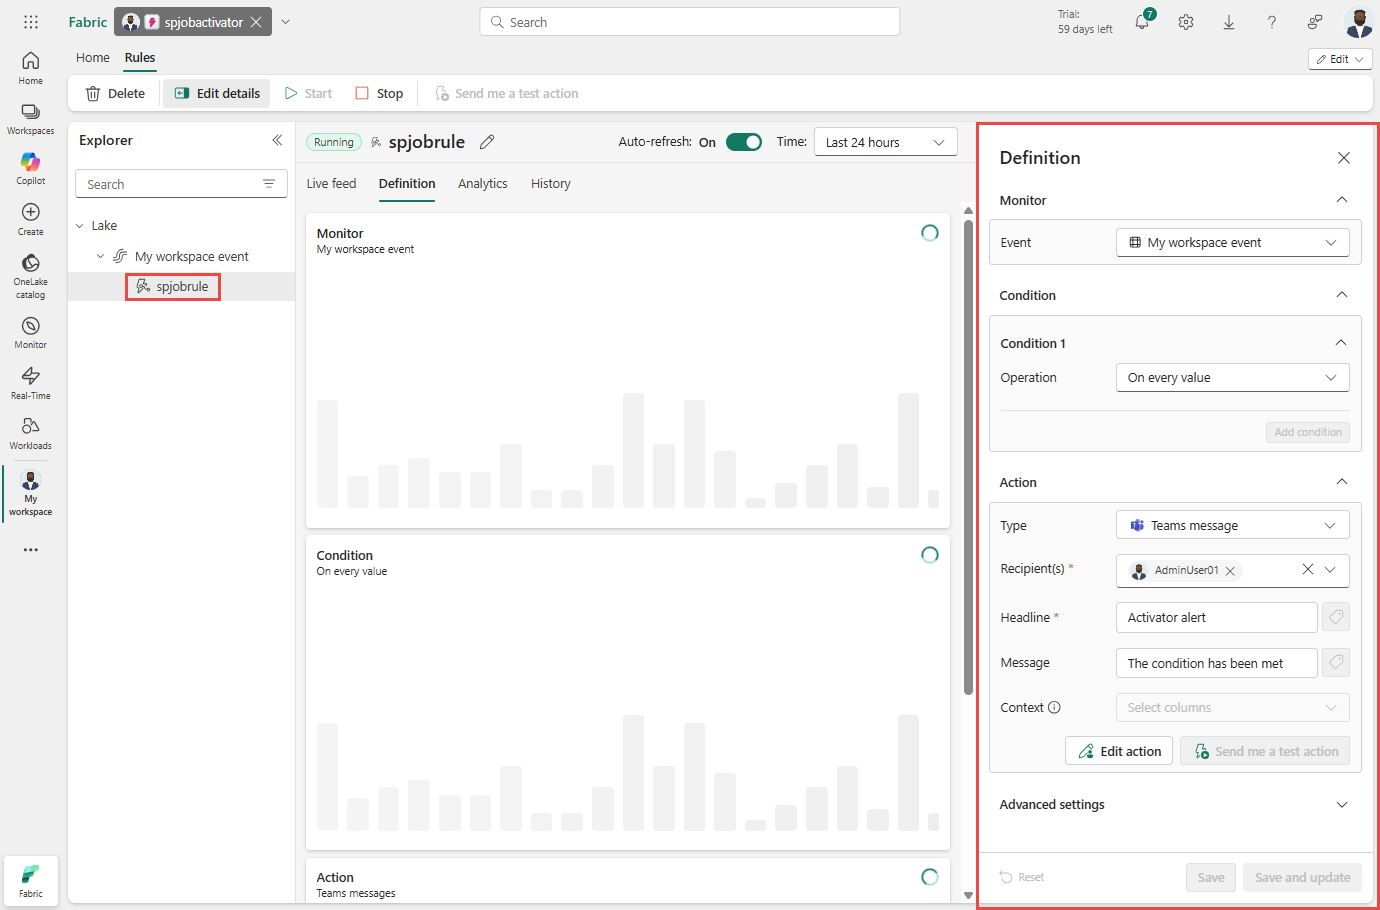 Fabric
spjobactivator
Search
Trial:
59 days left
7
Home
Rules
Edit
Delete
Edit details
Start
Stop
Send me a test action
Home
Workspaces
Copilot
Create
OneLake
catalog
Monitor
Real-Time
Workloads
My
workspace
Fabric
Explorer
Search
Lake
My workspace event
spjobrule
Running
spjobrule
Auto-refresh: On
Time:
Last 24 hours
Live feed
Definition
Analytics
History
Monitor
My workspace event
Condition
On every value
Action
Teams messages
Definition
Monitor
Event
My workspace event
Condition
Condition 1
Operation
On every value
Add condition
Action
Type
Teams message
Recipient(s) *
AdminUser01
Headline *
Activator alert
Message
The condition has been met
Context
Select columns
Edit action
Send me a test action
Advanced settings
Reset
Save
Save and update